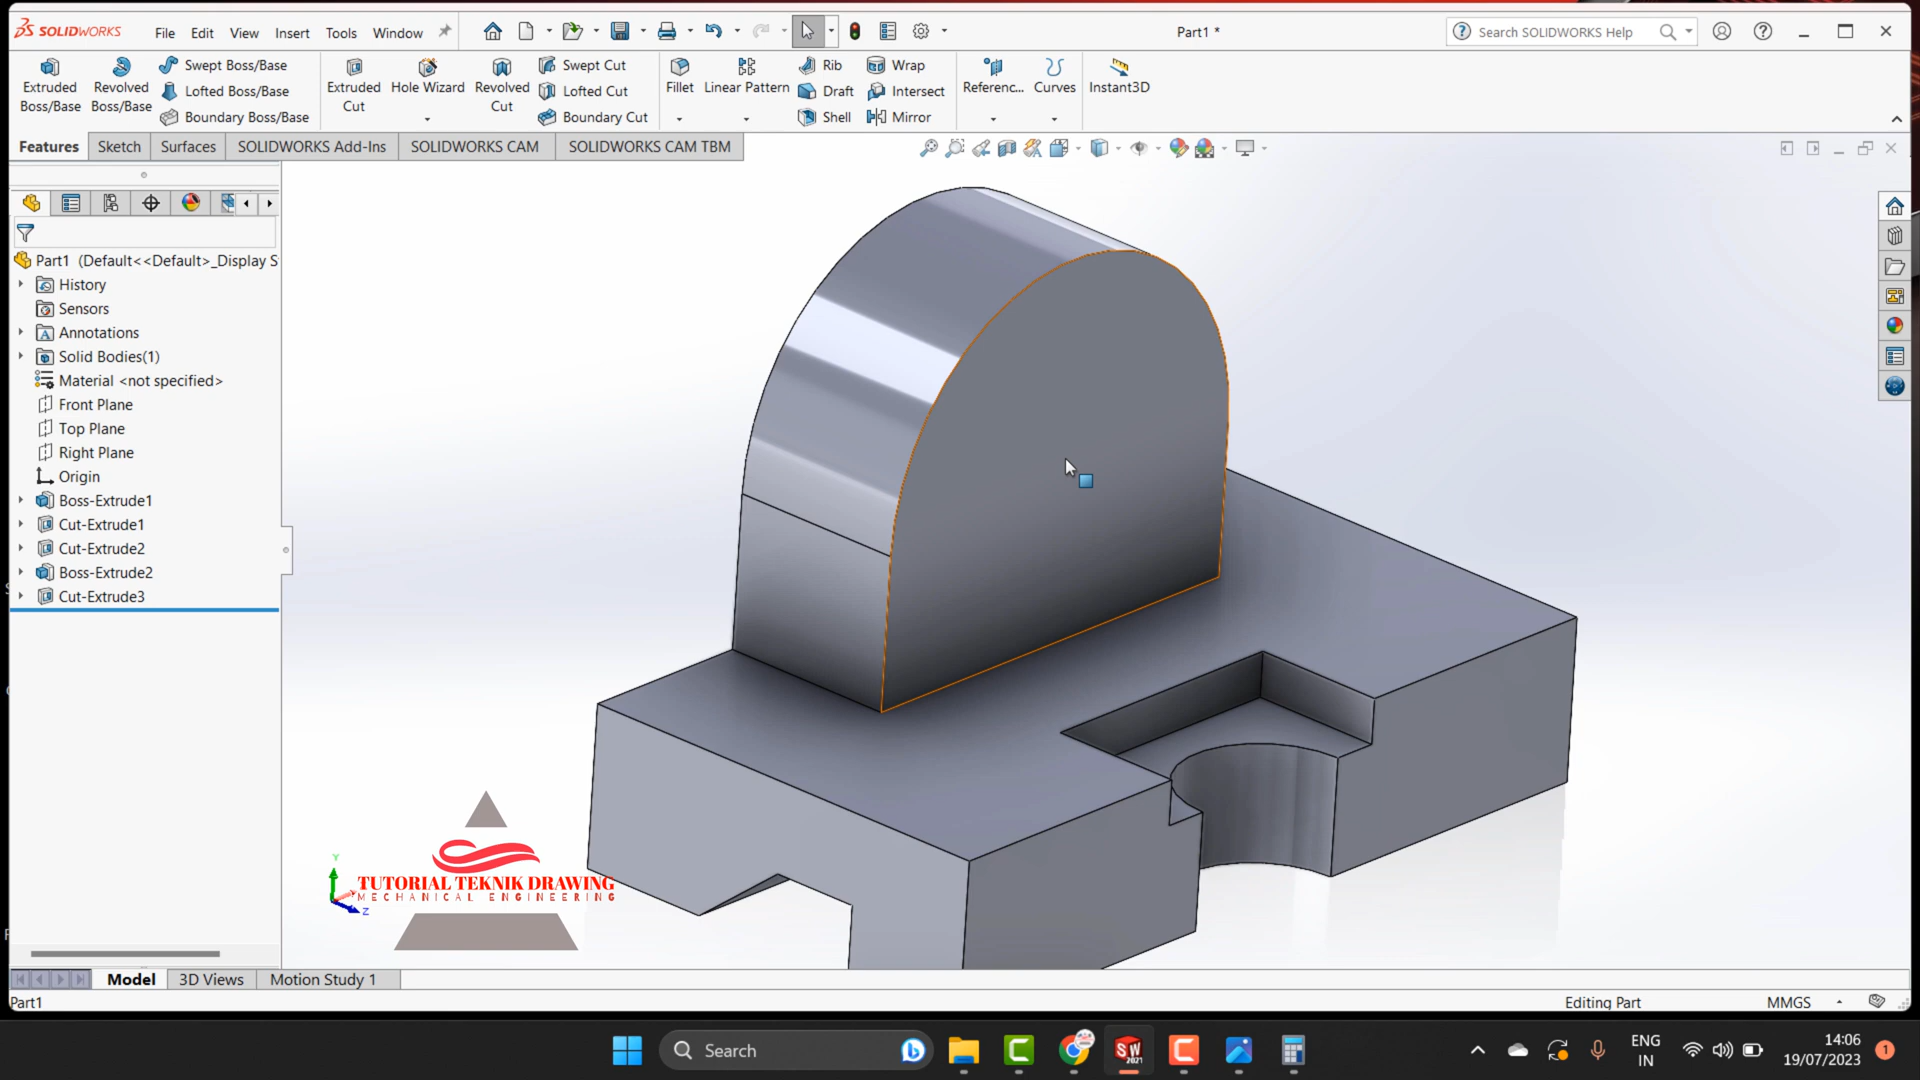 SOLIDWORKS
File
Edit
View
Insert
Tools
Window
Part1 *
Search SOLIDWORKS Help
Extruded Boss/Base
Revolved Boss/Base
Swept Boss/Base
Lofted Boss/Base
Boundary Boss/Base
Extruded Cut
Hole Wizard
Revolved Cut
Swept Cut
Lofted Cut
Boundary Cut
Fillet
Linear Pattern
Rib
Draft
Shell
Wrap
Intersect
Mirror
Referenc...
Curves
Instant3D
Features
Sketch
Surfaces
SOLIDWORKS Add-Ins
SOLIDWORKS CAM
SOLIDWORKS CAM TBM
Part1 (Default<<Default>_Display S
History
Sensors
Annotations
Solid Bodies(1)
Material <not specified>
Front Plane
Top Plane
Right Plane
Origin
Boss-Extrude1
Cut-Extrude1
Cut-Extrude2
Boss-Extrude2
Cut-Extrude3
Y
Z
TUTORIAL TEKNIK DRAWING
MECHANICAL ENGINEERING
Model
3D Views
Motion Study 1
Part1
Editing Part
MMGS
Search
SW
2021
ENG
IN
14:06
19/07/2023
1